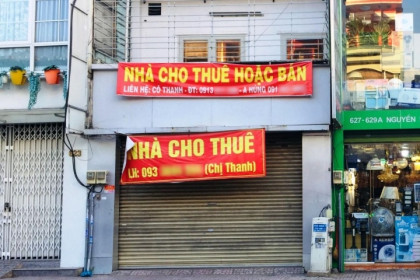 NHÀ CHO THUÊ HOẶC BÁN
LIÊN HỆ: CÔ THANH - ĐT: 0913 - A HÙNG 091
NHÀ CHO THUÊ
LH: 093 (Chị Thanh)
627-629A NGUYỄN